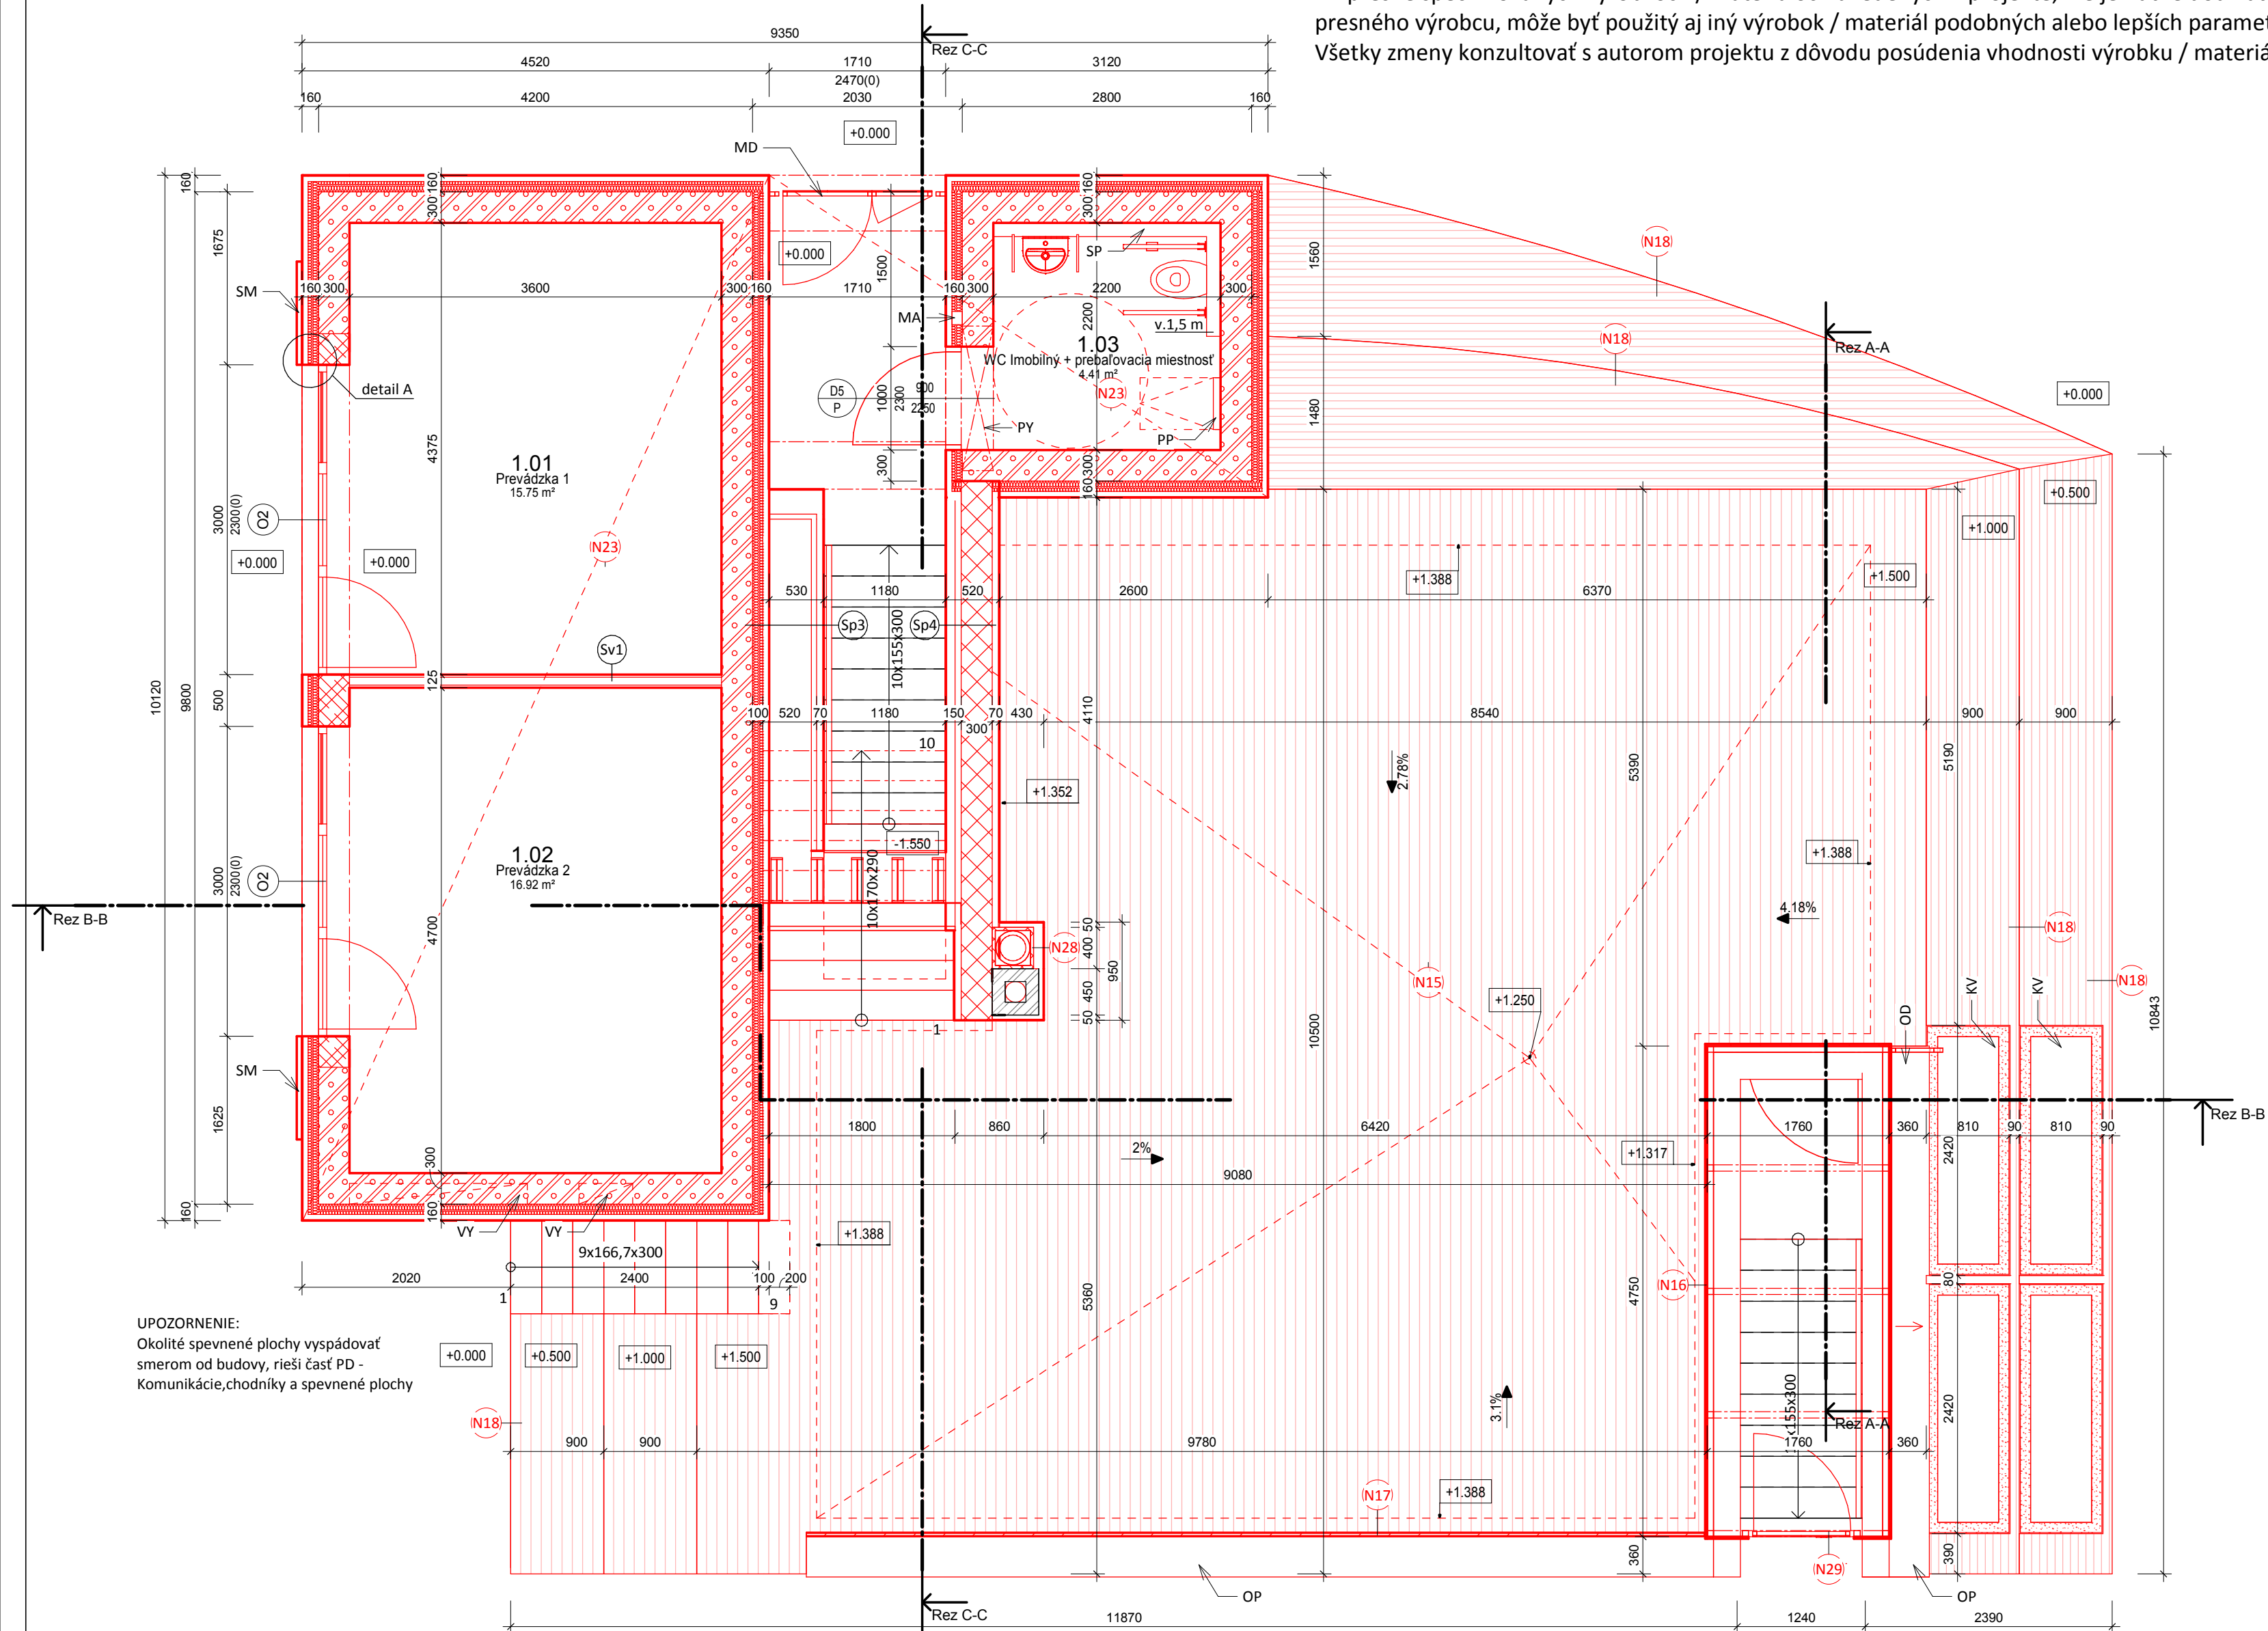 presného výrobcu, môže byť použitý aj iný výrobok / materiál podobných alebo lepších
Všetky zmeny konzultovať s autorom projektu z dôvodu posúdenia vhodnosti výrobku /
9350
Rez C-C
4520 1710 3120
2470(0)
160 4200 2030 2800 160
+0.000
MD
160
160
300
160
300
1675
+0.000
SP
1500
1560
N18
SM
160 300 3600 300 160 1710 160 300 2200 300
MA
2200
v.1,5 m
N18
Rez A-A
1.03
WC Imobilný + prebaľovacia miestnosť
4.41 m²
detail A
D5
P
1000
2300
900
2250
N23
1480
+0.000
PY
PP
4375
1.01
Prevádzka 1
15.75 m²
300
300
160
+0.500
3000
2300(0)
O2
+1.000
N23
+0.000
+0.000
+1.388
+1.500
530 1180 520 2600 6370
Sp3
Sp4
10x155x300
Sv1
125
10120
9800
500
100 520 70 1180 150 300 70 430
4110
8540 900 900
10
5390
5190
2.78%
+1.352
-1.550
1.02
Prevádzka 2
16.92 m²
+1.388
3000
2300(0)
O2
10x170x290
Rez B-B
4.18%
4700
N28
50
400
450
50
950
N15
N18
N18
KV
KV
+1.250
OD
10500
10843
1
SM
1625
Rez B-B
1800 860 6420 1760 360 810 90 810 90
2%
+1.317
2420
300
9080
160
160
VY
VY
+1.388
9x166,7x300
2020 2400 100 200
1
9
N16
80
5360
4750
UPOZORNENIE:
Okolité spevnené plochy vyspádovať
smerom od budovy, rieši časť PD -
Komunikácie,chodníky a spevnené plochy
+0.000
+0.500
+1.000
+1.500
3.1%
x155x300
Rez A-A
2420
N18
900 900 9780 1760 360
N17
+1.388
360
390
N29
OP
OP
Rez C-C
11870 1240 2390